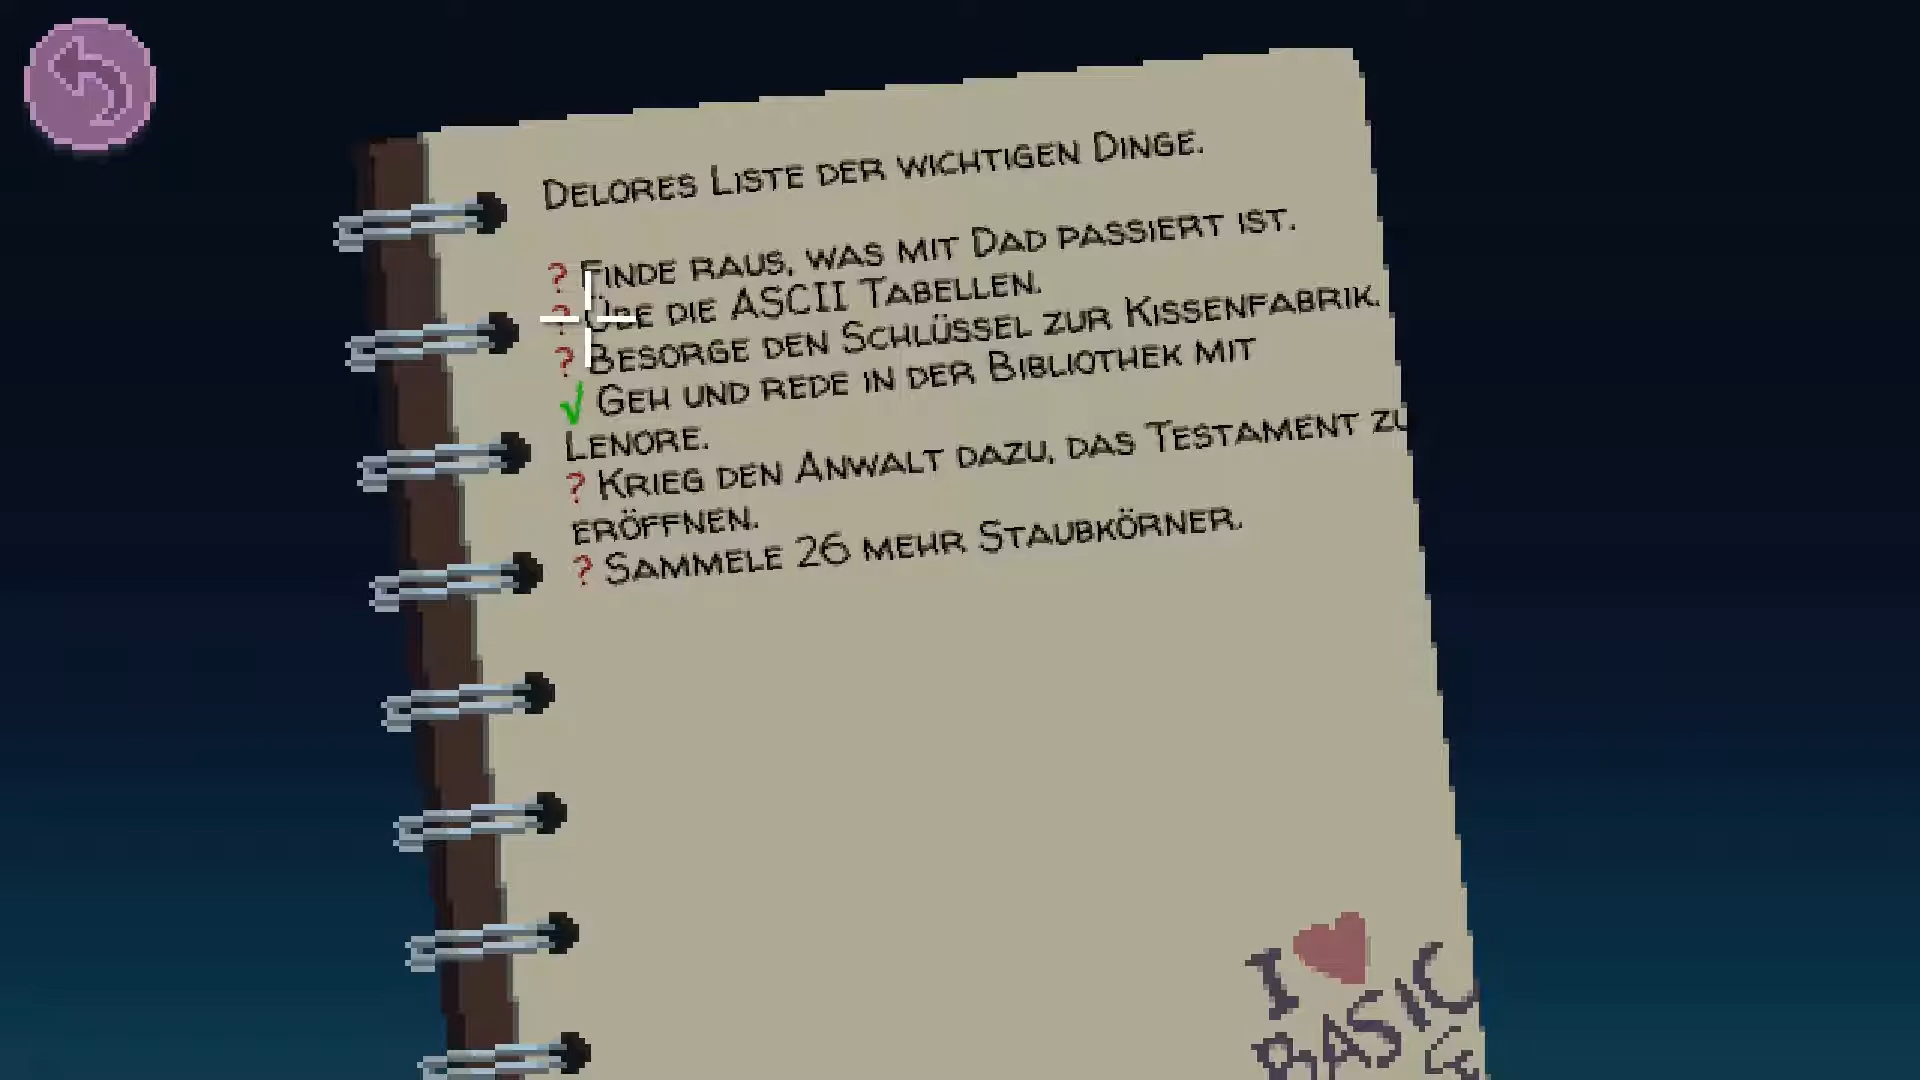 Delores Liste der wichtigen Dinge.
? Finde raus, was mit Dad passiert ist.
? Übe die ASCII Tabellen.
? Besorge den Schlüssel zur Kissenfabrik.
√ Geh und rede in der Bibliothek mit
Lenore.
? Krieg den Anwalt dazu, das Testament zu
eröffnen.
? Sammele 26 mehr Staubkörner.
I ♥
BASIC